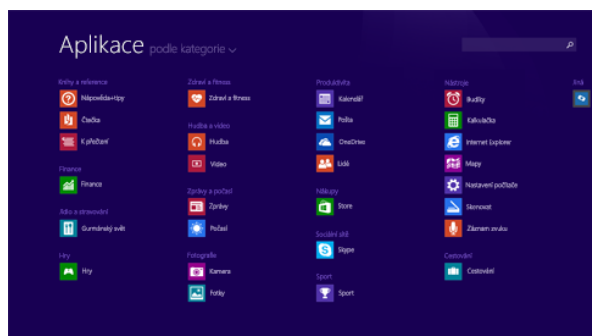 Aplikace podle kategorie
Knihy a reference
Nápověda+tipy
Čtečka
K přečtení
Finance
Finance
Jídlo a stravování
Gurmánský svět
Hry
Hry
Zdraví a fitness
Zdraví a fitness
Hudba a video
Hudba
Video
Zprávy a počasí
Zprávy
Počasí
Fotografie
Kamera
Fotky
Produktivita
Kalendář
Pošta
OneDrive
Lidé
Nákupy
Store
Sociální sítě
Skype
Sport
Sport
Nástroje
Budíky
Kalkulačka
Internet Explorer
Mapy
Nastavení počítače
Skenovat
Záznam zvuku
Cestování
Cestování
Jiná